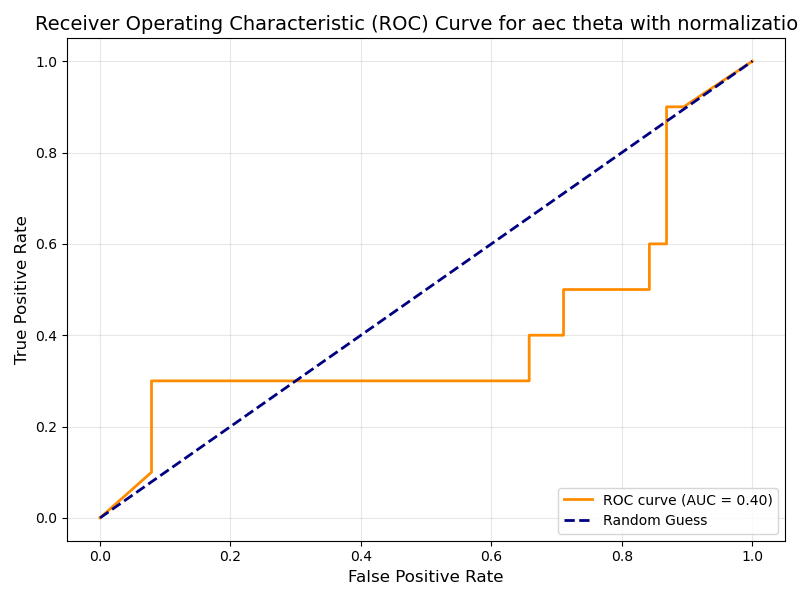 Receiver Operating Characteristic (ROC) Curve for aec theta with normalizatio
1.0
0.8
0.6
0.4
0.2
0.0
True Positive Rate
ROC curve (AUC = 0.40)
Random Guess
0.0 0.2 0.4 0.6 0.8 1.0
False Positive Rate